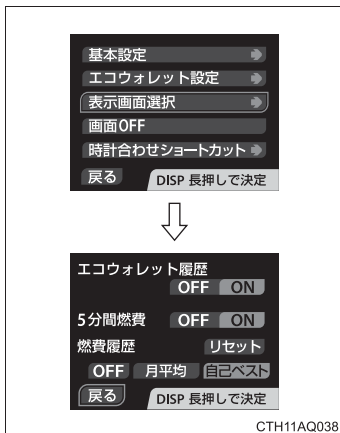 基本設定
エコウォレット設定
表示画面選択
画面OFF
時計合わせショートカット
戻る DISP 長押しで決定
エコウォレット履歴
OFF ON
5分間燃費 OFF ON
燃費履歴 リセット
OFF 月平均 自己ベスト
戻る DISP 長押しで決定
CTH11AQ038